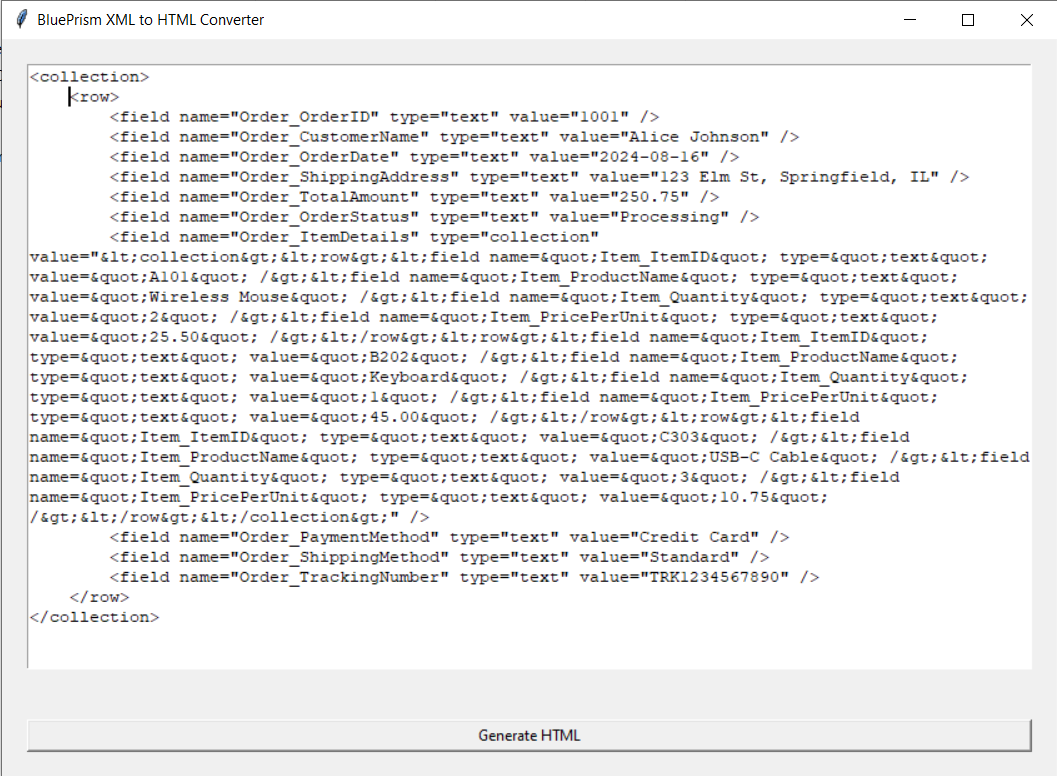 BluePrism XML to HTML Converter
<collection>
    <row>
        <field name="Order_OrderID" type="text" value="1001" />
        <field name="Order_CustomerName" type="text" value="Alice Johnson" />
        <field name="Order_OrderDate" type="text" value="2024-08-16" />
        <field name="Order_ShippingAddress" type="text" value="123 Elm St, Springfield, IL" />
        <field name="Order_TotalAmount" type="text" value="250.75" />
        <field name="Order_OrderStatus" type="text" value="Processing" />
        <field name="Order_ItemDetails" type="collection"
value="&lt;collection&gt;&lt;row&gt;&lt;field name=&quot;Item_ItemID&quot; type=&quot;text&quot;
value=&quot;A101&quot; /&gt;&lt;field name=&quot;Item_ProductName&quot; type=&quot;text&quot;
value=&quot;Wireless Mouse&quot; /&gt;&lt;field name=&quot;Item_Quantity&quot; type=&quot;text&quot;
value=&quot;2&quot; /&gt;&lt;field name=&quot;Item_PricePerUnit&quot; type=&quot;text&quot;
value=&quot;25.50&quot; /&gt;&lt;/row&gt;&lt;row&gt;&lt;field name=&quot;Item_ItemID&quot;
type=&quot;text&quot; value=&quot;B202&quot; /&gt;&lt;field name=&quot;Item_ProductName&quot;
type=&quot;text&quot; value=&quot;Keyboard&quot; /&gt;&lt;field name=&quot;Item_Quantity&quot;
type=&quot;text&quot; value=&quot;1&quot; /&gt;&lt;field name=&quot;Item_PricePerUnit&quot;
type=&quot;text&quot; value=&quot;45.00&quot; /&gt;&lt;/row&gt;&lt;row&gt;&lt;field
name=&quot;Item_ItemID&quot; type=&quot;text&quot; value=&quot;C303&quot; /&gt;&lt;field
name=&quot;Item_ProductName&quot; type=&quot;text&quot; value=&quot;USB-C Cable&quot; /&gt;&lt;field
name=&quot;Item_Quantity&quot; type=&quot;text&quot; value=&quot;3&quot; /&gt;&lt;field
name=&quot;Item_PricePerUnit&quot; type=&quot;text&quot; value=&quot;10.75&quot;
/&gt;&lt;/row&gt;&lt;/collection&gt;" />
        <field name="Order_PaymentMethod" type="text" value="Credit Card" />
        <field name="Order_ShippingMethod" type="text" value="Standard" />
        <field name="Order_TrackingNumber" type="text" value="TRK1234567890" />
    </row>
</collection>
Generate HTML